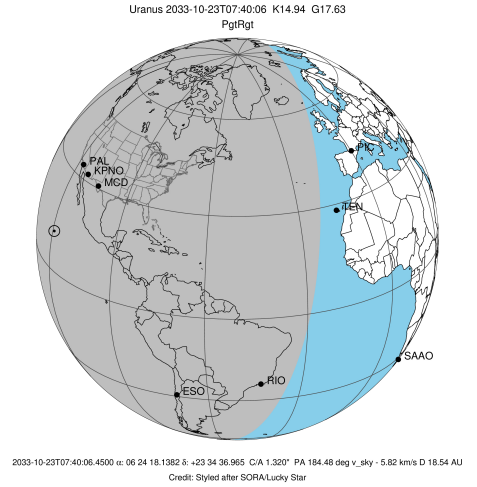 Uranus 2033-10-23T07:40:06 K14.94 G17.63
PgtRgt
PIC
PAL
KPNO
MCD
TEN
SAAO
RIO
ESO
2033-10-23T07:40:06.4500 α: 06 24 18.1382 δ: +23 34 36.965 C/A 1.320" PA 184.48 deg v_sky - 5.82 km/s D 18.54 AU
Credit: Styled after SORA/Lucky Star